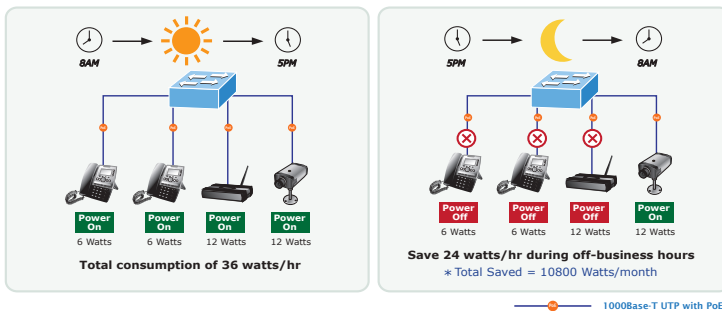 8AM
5PM
Power On
Power On
Power On
Power On
6 Watts
6 Watts
12 Watts
12 Watts
Total consumption of 36 watts/hr
5PM
8AM
Power Off
Power Off
Power Off
Power On
6 Watts
6 Watts
12 Watts
12 Watts
Save 24 watts/hr during off-business hours
* Total Saved = 10800 Watts/month
1000Base-T UTP with PoE